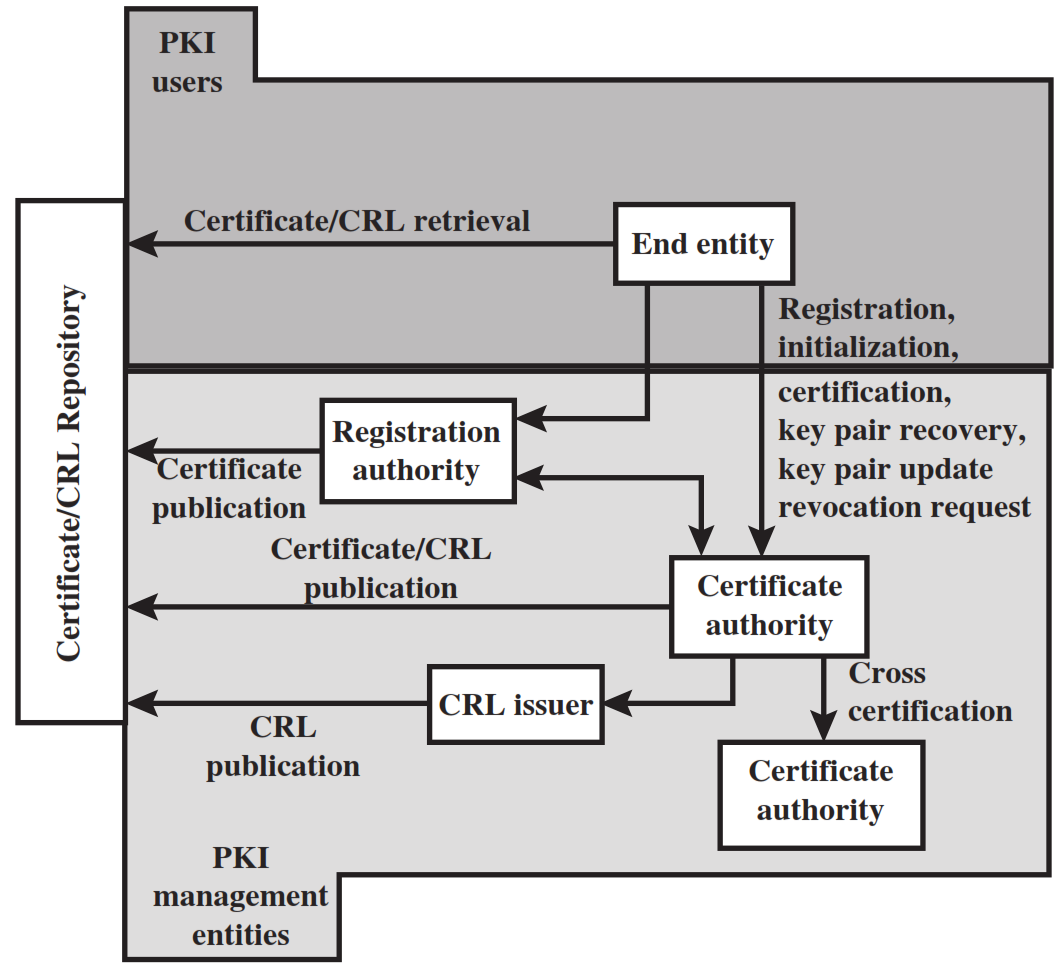 PKI
users
Certificate/CRL retrieval
End entity
Registration,
initialization,
certification,
key pair recovery,
key pair update
revocation request
Certificate/CRL Repository
Registration
authority
Certificate
publication
Certificate/CRL
publication
Certificate
authority
CRL issuer
CRL
publication
Cross
certification
Certificate
authority
PKI
management
entities